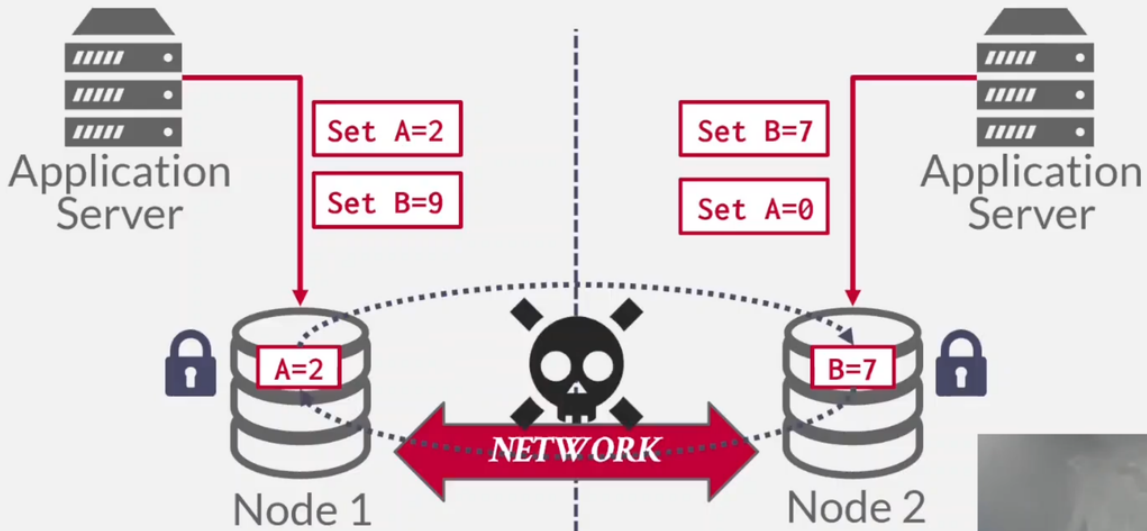 Application
Server
Set A=2
Set B=9
Set B=7
Set A=0
Application
Server
A=2
B=7
NETWORK
Node 1
Node 2